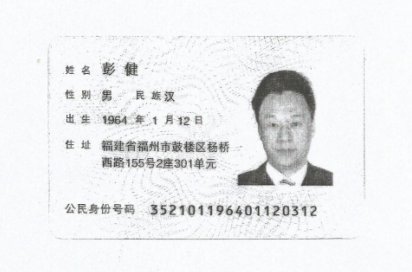 姓名 彭健
性别 男 民族 汉
出生 1964 年 1 月 12 日
住址 福建省福州市鼓楼区杨桥
西路155号2座301单元
公民身份号码 352101196401120312